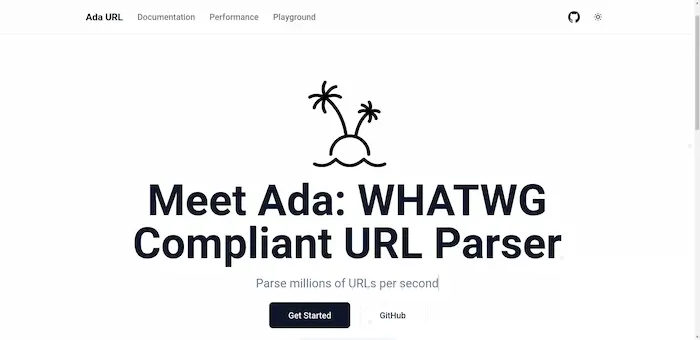 Ada URL Documentation Performance Playground
Meet Ada: WHATWG
Compliant URL Parser
Parse millions of URLs per second
Get Started GitHub